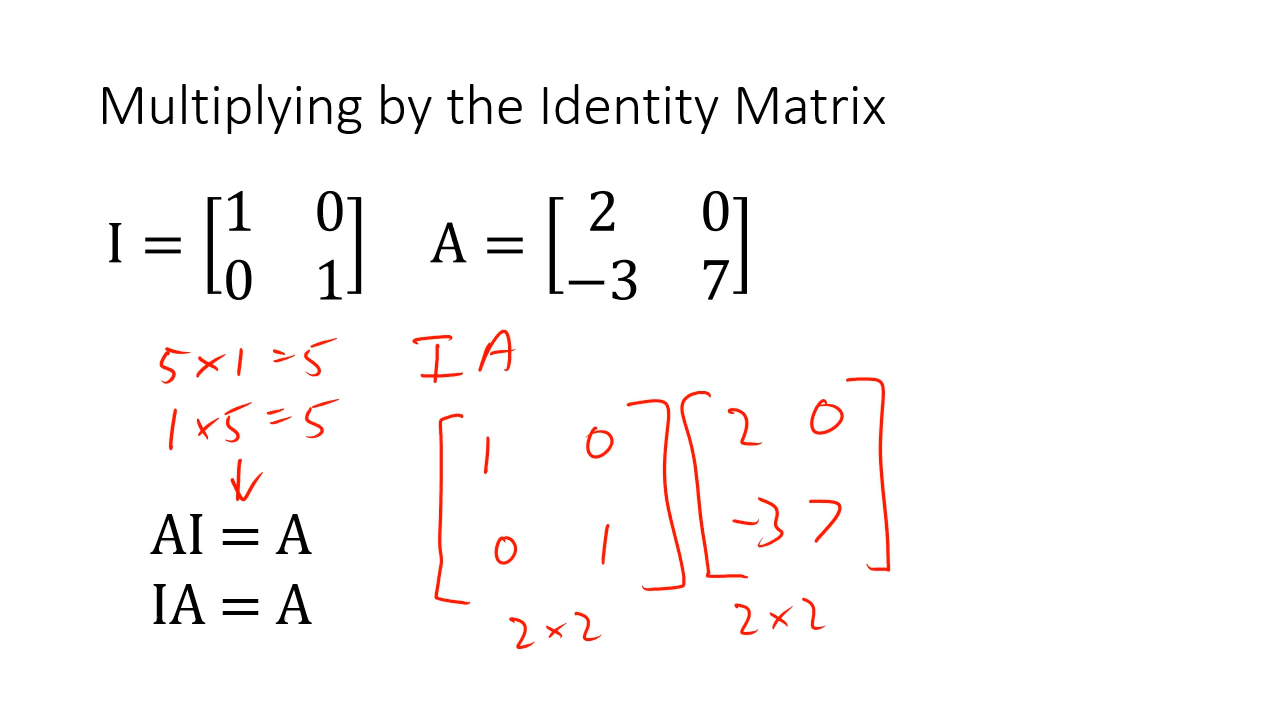 Multiplying by the Identity Matrix
I = [1 0
0 1] A = [2 0
−3 7]
5 × 1 = 5
1 × 5 = 5
↓
AI = A
IA = A
I A
[1 0
0 1] [2 0
-3 7]
2 × 2 2 × 2